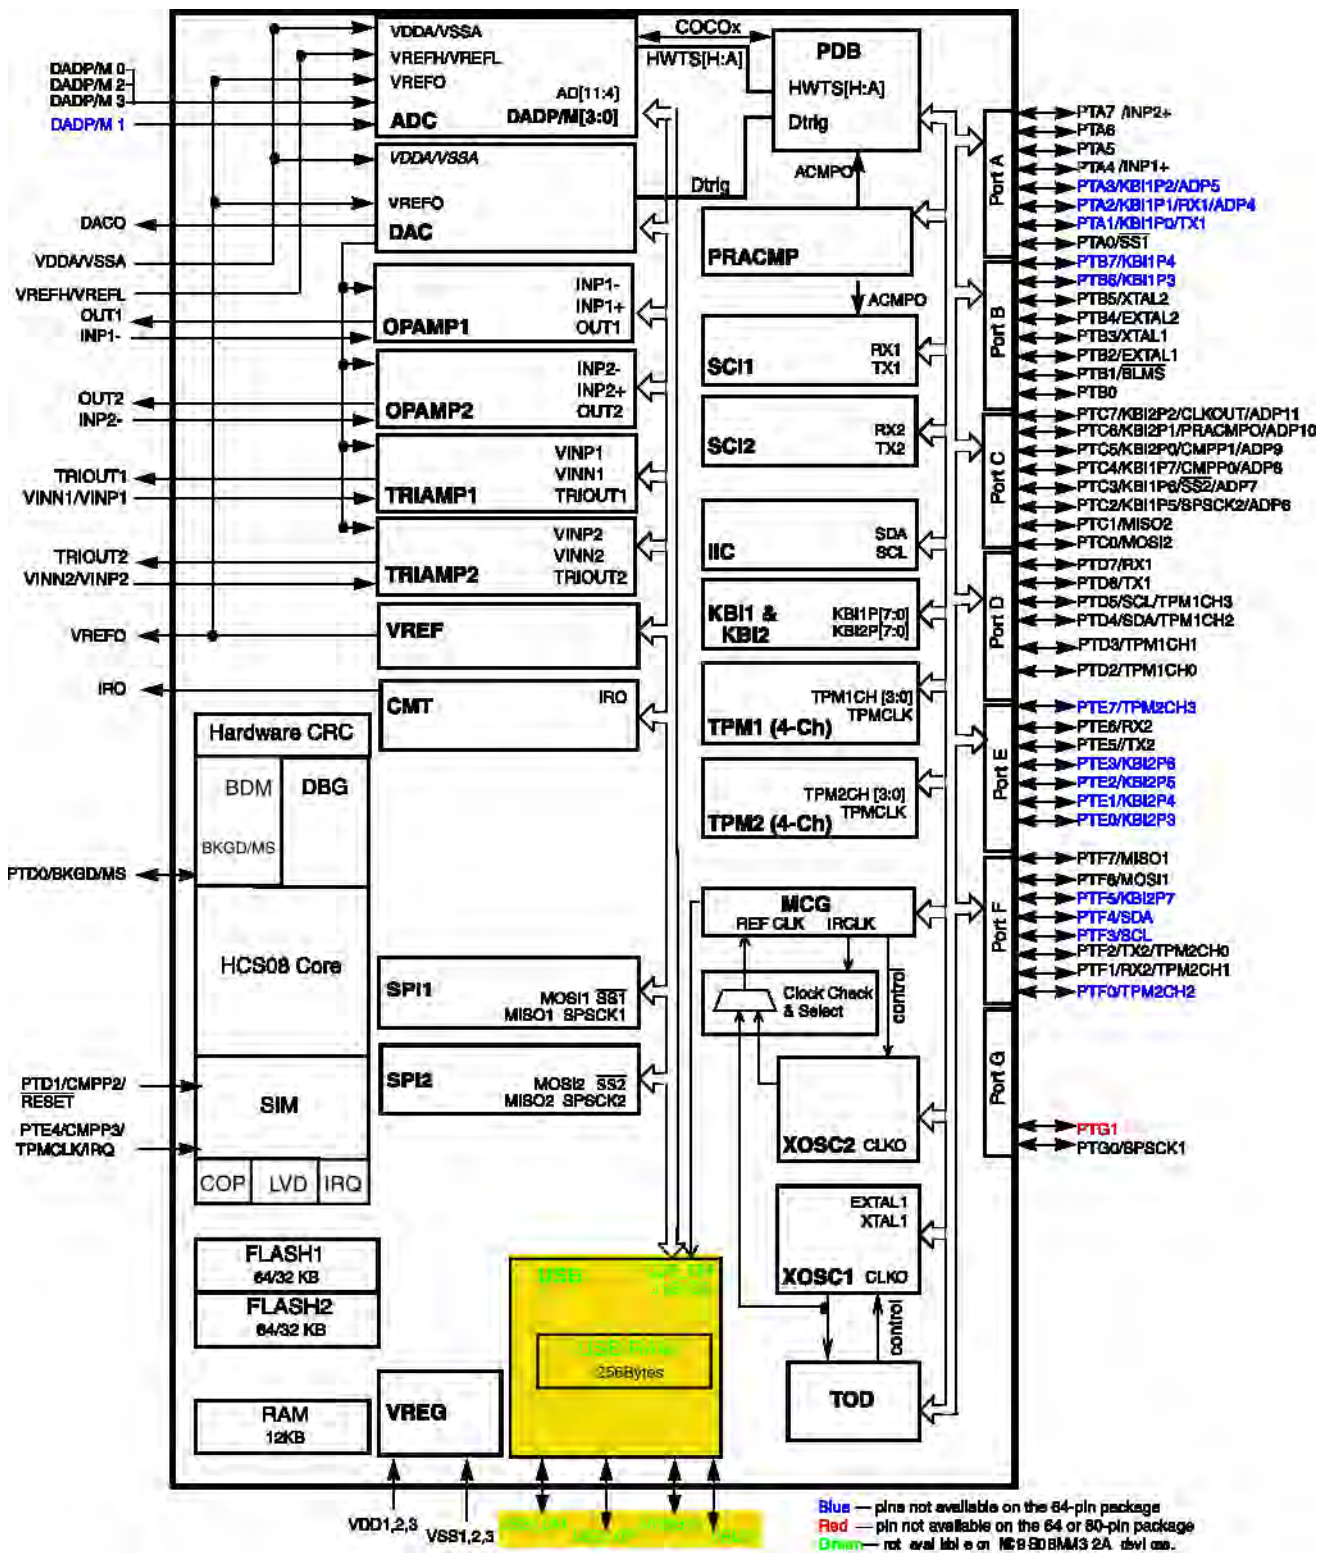 VDDA/VSSA
VREFH/VREFL
VREFO
AD[11:4]
DADP/M[3:0]
ADC
DADP/M 0
DADP/M 2
DADP/M 3
DADP/M 1
COCOx
HWTS[H:A]
PDB
HWTS[H:A]
Dtrig
VDDA/VSSA
VREFO
DAC
Dtrig
ACMPO
DACO
VDDA/VSSA
VREFH/VREFL
OUT1
INP1-
INP1-
INP1+
OUT1
OPAMP1
PRACMP
ACMPO
OUT2
INP2-
INP2-
INP2+
OUT2
OPAMP2
RX1
TX1
SCI1
TRIOUT1
VINN1/VINP1
VINP1
VINN1
TRIOUT1
TRIAMP1
RX2
TX2
SCI2
TRIOUT2
VINN2/VINP2
VINP2
VINN2
TRIOUT2
TRIAMP2
SDA
SCL
IIC
VREFO
VREF
KBI1 &
KBI2
KBI1P[7:0]
KBI2P[7:0]
IRO
CMT
IRO
TPM1CH [3:0]
TPMCLK
TPM1 (4-Ch)
TPM2CH [3:0]
TPMCLK
TPM2 (4-Ch)
Hardware CRC
BDM
DBG
BKGD/MS
PTD0/BKGD/MS
HCS08 Core
MCG
REF CLK
IRCLK
SPI1
MOSI1 SS1
MISO1 SPSCK1
Clock Check
& Select
control
SPI2
MOSI2 SS2
MISO2 SPSCK2
PTD1/CMPP2/
RESET
SIM
PTE4/CMPP3/
TPMCLK/IRQ
COP
LVD
IRQ
XOSC2 CLKO
EXTAL1
XTAL1
XOSC1 CLKO
control
FLASH1
64/32 KB
FLASH2
64/32 KB
USB
256Bytes
TOD
RAM
12KB
VREG
VDD1,2,3
VSS1,2,3
Port A
PTA7 /INP2+
PTA6
PTA5
PTA4 /INP1+
PTA3/KBI1P2/ADP5
PTA2/KBI1P1/RX1/ADP4
PTA1/KBI1P0/TX1
PTA0/SS1
Port B
PTB7/KBI1P4
PTB6/KBI1P3
PTB5/XTAL2
PTB4/EXTAL2
PTB3/XTAL1
PTB2/EXTAL1
PTB1/BLMS
PTB0
Port C
PTC7/KBI2P2/CLKOUT/ADP11
PTC6/KBI2P1/PRACMPO/ADP10
PTC5/KBI2P0/CMPP1/ADP9
PTC4/KBI1P7/CMPP0/ADP8
PTC3/KBI1P6/SS2/ADP7
PTC2/KBI1P5/SPSCK2/ADP6
PTC1/MISO2
PTC0/MOSI2
Port D
PTD7/RX1
PTD6/TX1
PTD5/SCL/TPM1CH3
PTD4/SDA/TPM1CH2
PTD3/TPM1CH1
PTD2/TPM1CH0
Port E
PTE7/TPM2CH3
PTE6/RX2
PTE5/TX2
PTE3/KBI2P6
PTE2/KBI2P5
PTE1/KBI2P4
PTE0/KBI2P3
Port F
PTF7/MISO1
PTF6/MOSI1
PTF5/KBI2P7
PTF4/SDA
PTF3/SCL
PTF2/TX2/TPM2CH0
PTF1/RX2/TPM2CH1
PTF0/TPM2CH2
Port G
PTG1
PTG0/SPSCK1
Blue — pins not available on the 64-pin package
Red — pin not available on the 64 or 80-pin package
Green — not available on MC9S08MM32A devices.